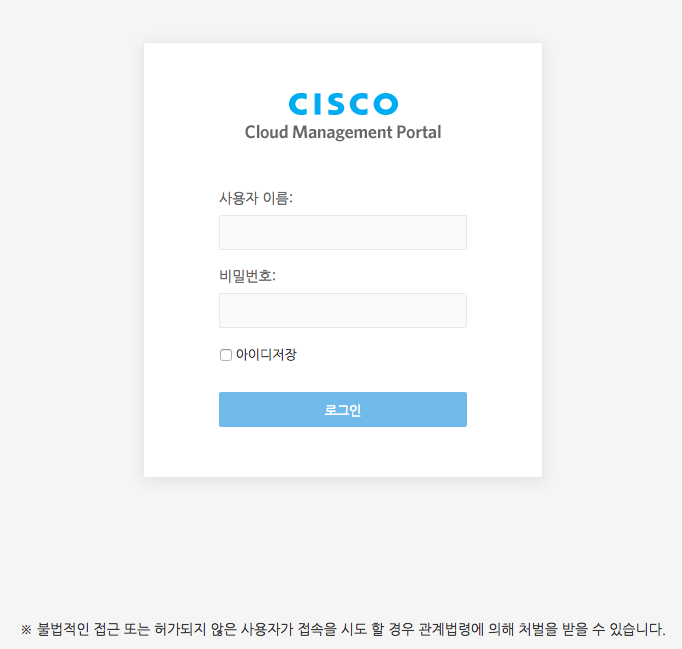 CISCO
Cloud Management Portal
사용자 이름:
비밀번호:
아이디저장
로그인
※ 불법적인 접근 또는 허가되지 않은 사용자가 접속을 시도 할 경우 관계법령에 의해 처벌을 받을 수 있습니다.